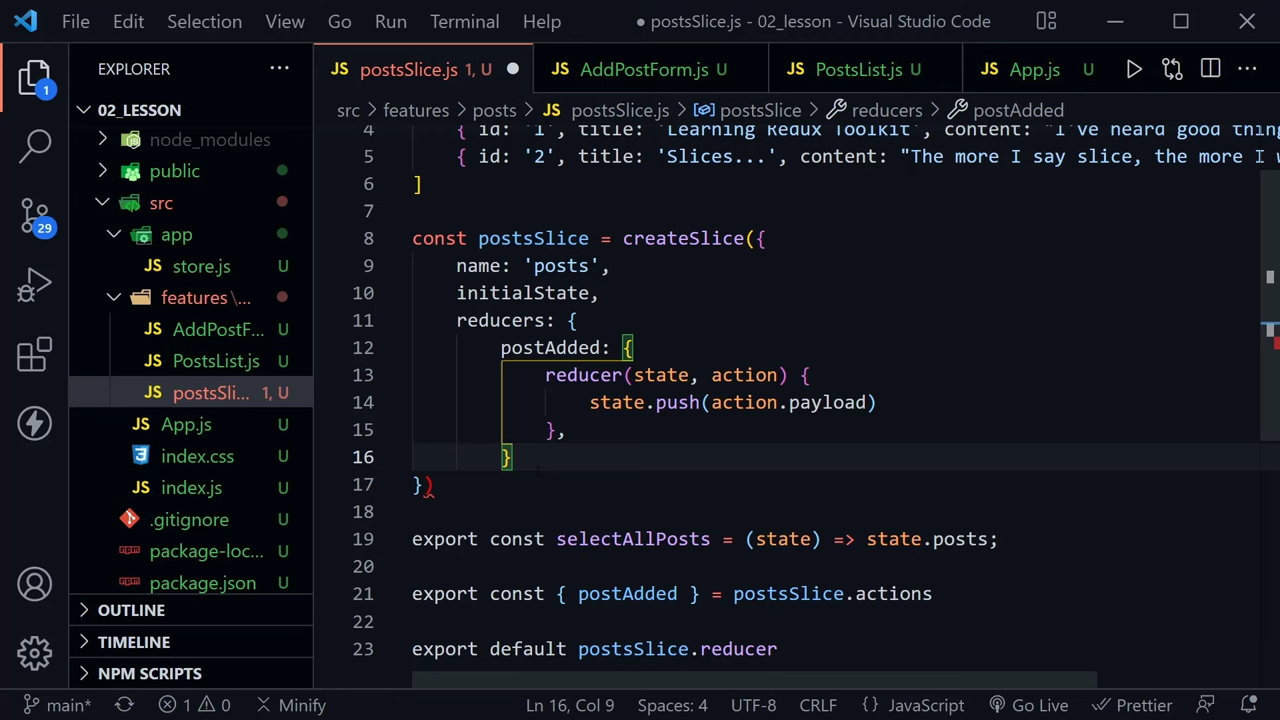 File Edit Selection View Go Run Terminal Help
● postsSlice.js - 02_lesson - Visual Studio Code
EXPLORER ...
JS postsSlice.js 1, U ●
JS AddPostForm.js U
JS PostsList.js U
JS App.js U
src > features > posts > JS postsSlice.js > postsSlice > reducers > postAdded
1
29
02_LESSON
node_modules
public
src
app
JS store.js U
features \...
JS AddPostF... U
JS PostsList.js U
JS postsSli... 1, U
JS App.js U
index.css U
JS index.js U
.gitignore U
package-loc... U
package.json U
OUTLINE
TIMELINE
NPM SCRIPTS
4 { id: '1', title: 'Learning Redux Toolkit', content: "I've heard good thing
5 { id: '2', title: 'Slices...', content: "The more I say slice, the more I w
6 ]
7
8 const postsSlice = createSlice({
9 name: 'posts',
10 initialState,
11 reducers: {
12 postAdded: {
13 reducer(state, action) {
14 state.push(action.payload)
15 },
16 }
17 })
18
19 export const selectAllPosts = (state) => state.posts;
20
21 export const { postAdded } = postsSlice.actions
22
23 export default postsSlice.reducer
main* 1 0 Minify Ln 16, Col 9 Spaces: 4 UTF-8 CRLF {} JavaScript Go Live Prettier